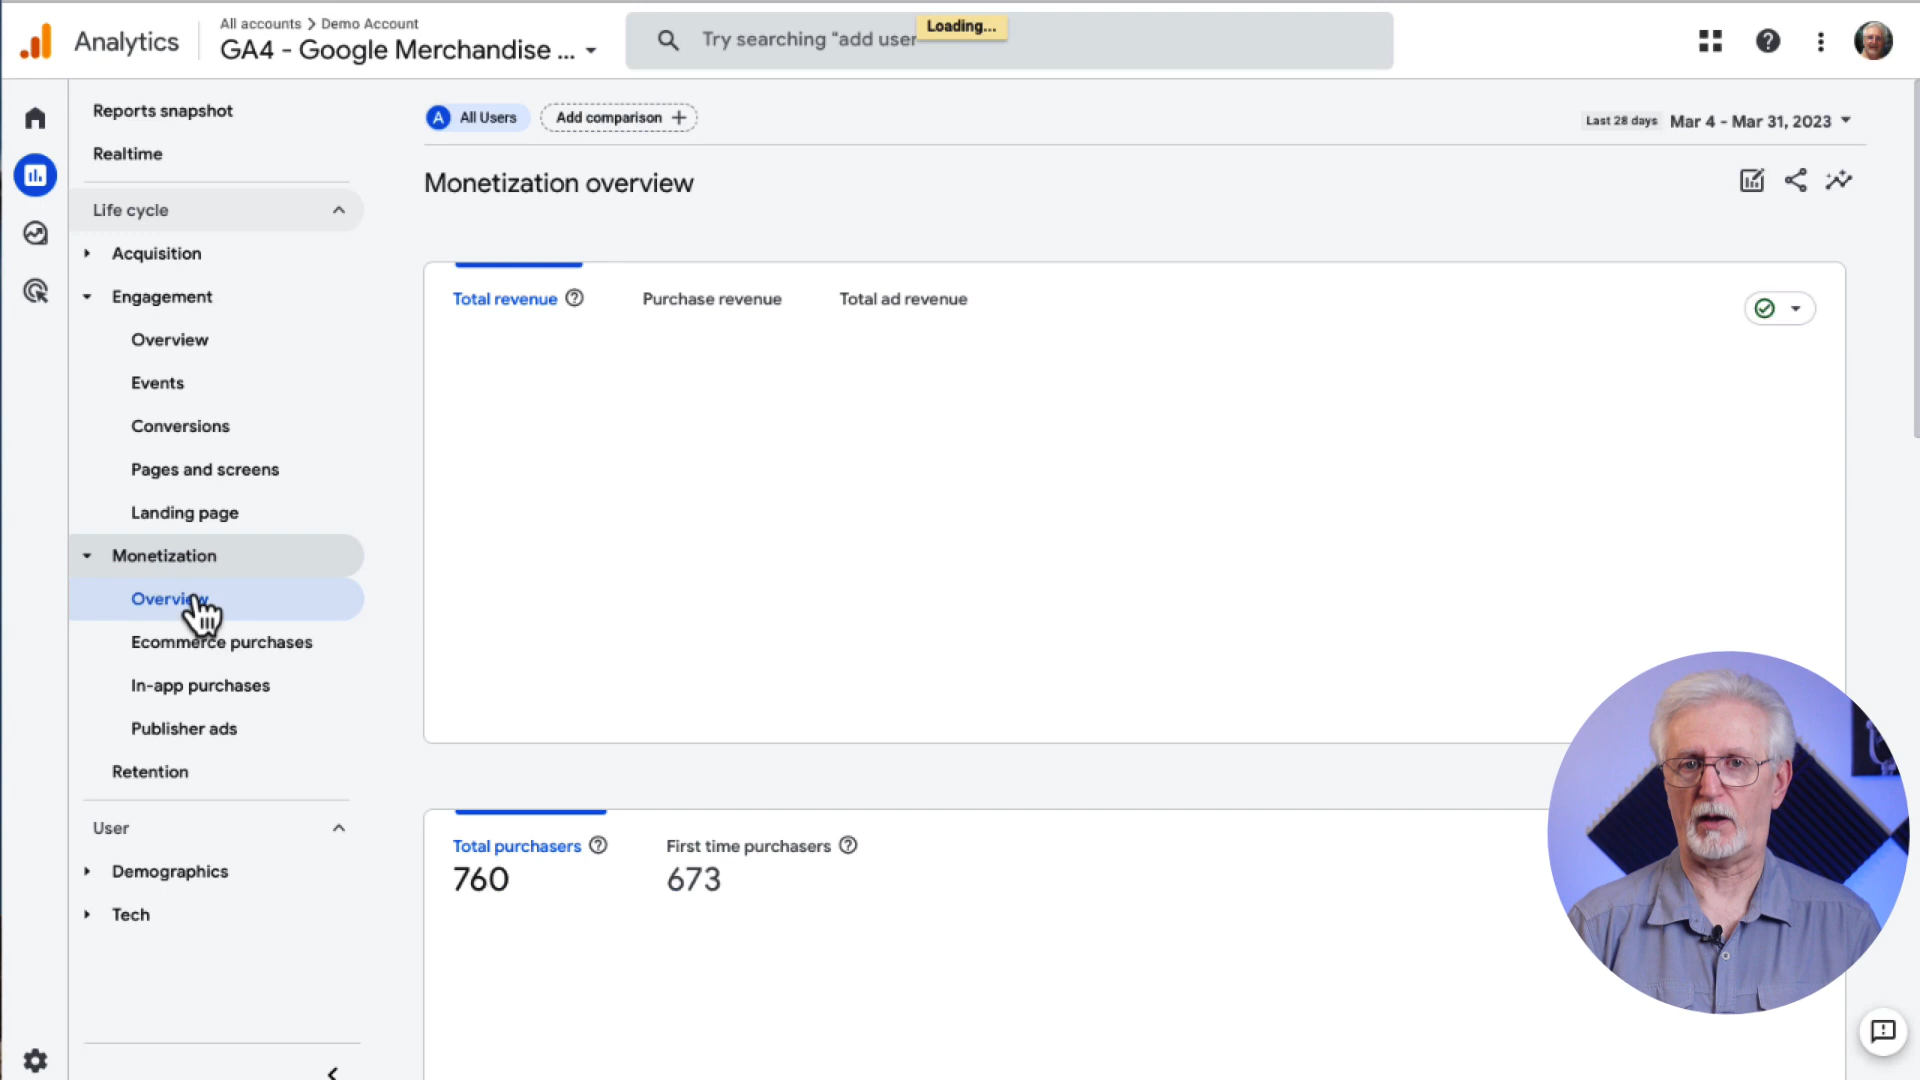 Analytics
All accounts > Demo Account
GA4 - Google Merchandise ...
Try searching "add user
Loading...
Reports snapshot
Realtime
Life cycle
Acquisition
Engagement
Overview
Events
Conversions
Pages and screens
Landing page
Monetization
Overview
Ecommerce purchases
In-app purchases
Publisher ads
Retention
User
Demographics
Tech
A All Users
Add comparison +
Last 28 days Mar 4 - Mar 31, 2023
Monetization overview
Total revenue
Purchase revenue
Total ad revenue
Total purchasers
760
First time purchasers
673